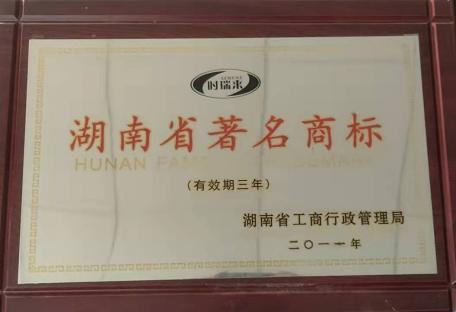 时瑞来
湖南省著名商标
HUNAN FAM
(有效期三年)
湖南省工商行政管理局
二〇一一年